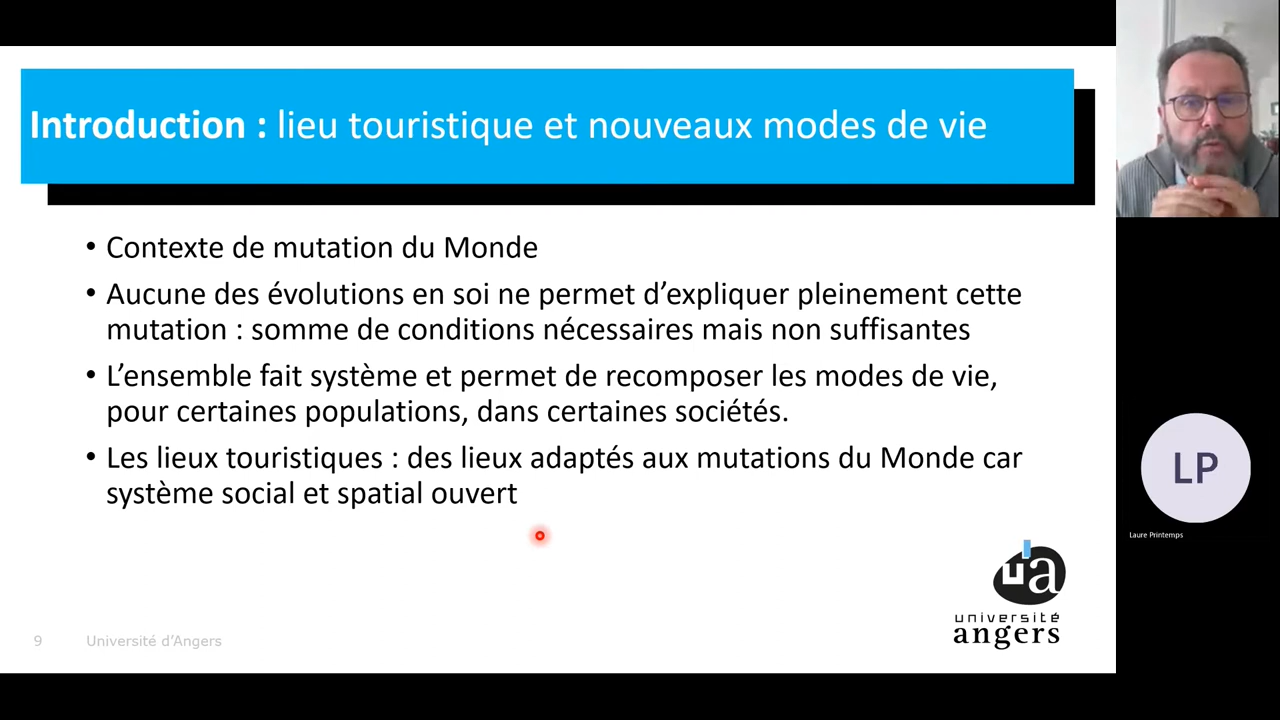 Introduction : lieu touristique et nouveaux modes de vie
• Contexte de mutation du Monde
• Aucune des évolutions en soi ne permet d’expliquer pleinement cette
mutation : somme de conditions nécessaires mais non suffisantes
• L’ensemble fait système et permet de recomposer les modes de vie,
pour certaines populations, dans certaines sociétés.
• Les lieux touristiques : des lieux adaptés aux mutations du Monde car
système social et spatial ouvert
ua
université
angers
9
Université d’Angers
LP
Laure Printemps